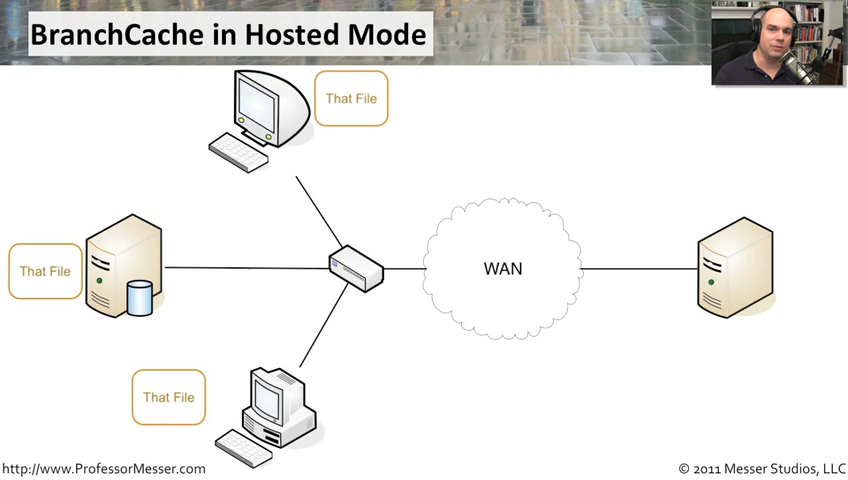 BranchCache in Hosted Mode
That File
That File
WAN
That File
http://www.ProfessorMesser.com
© 2011 Messer Studios, LLC